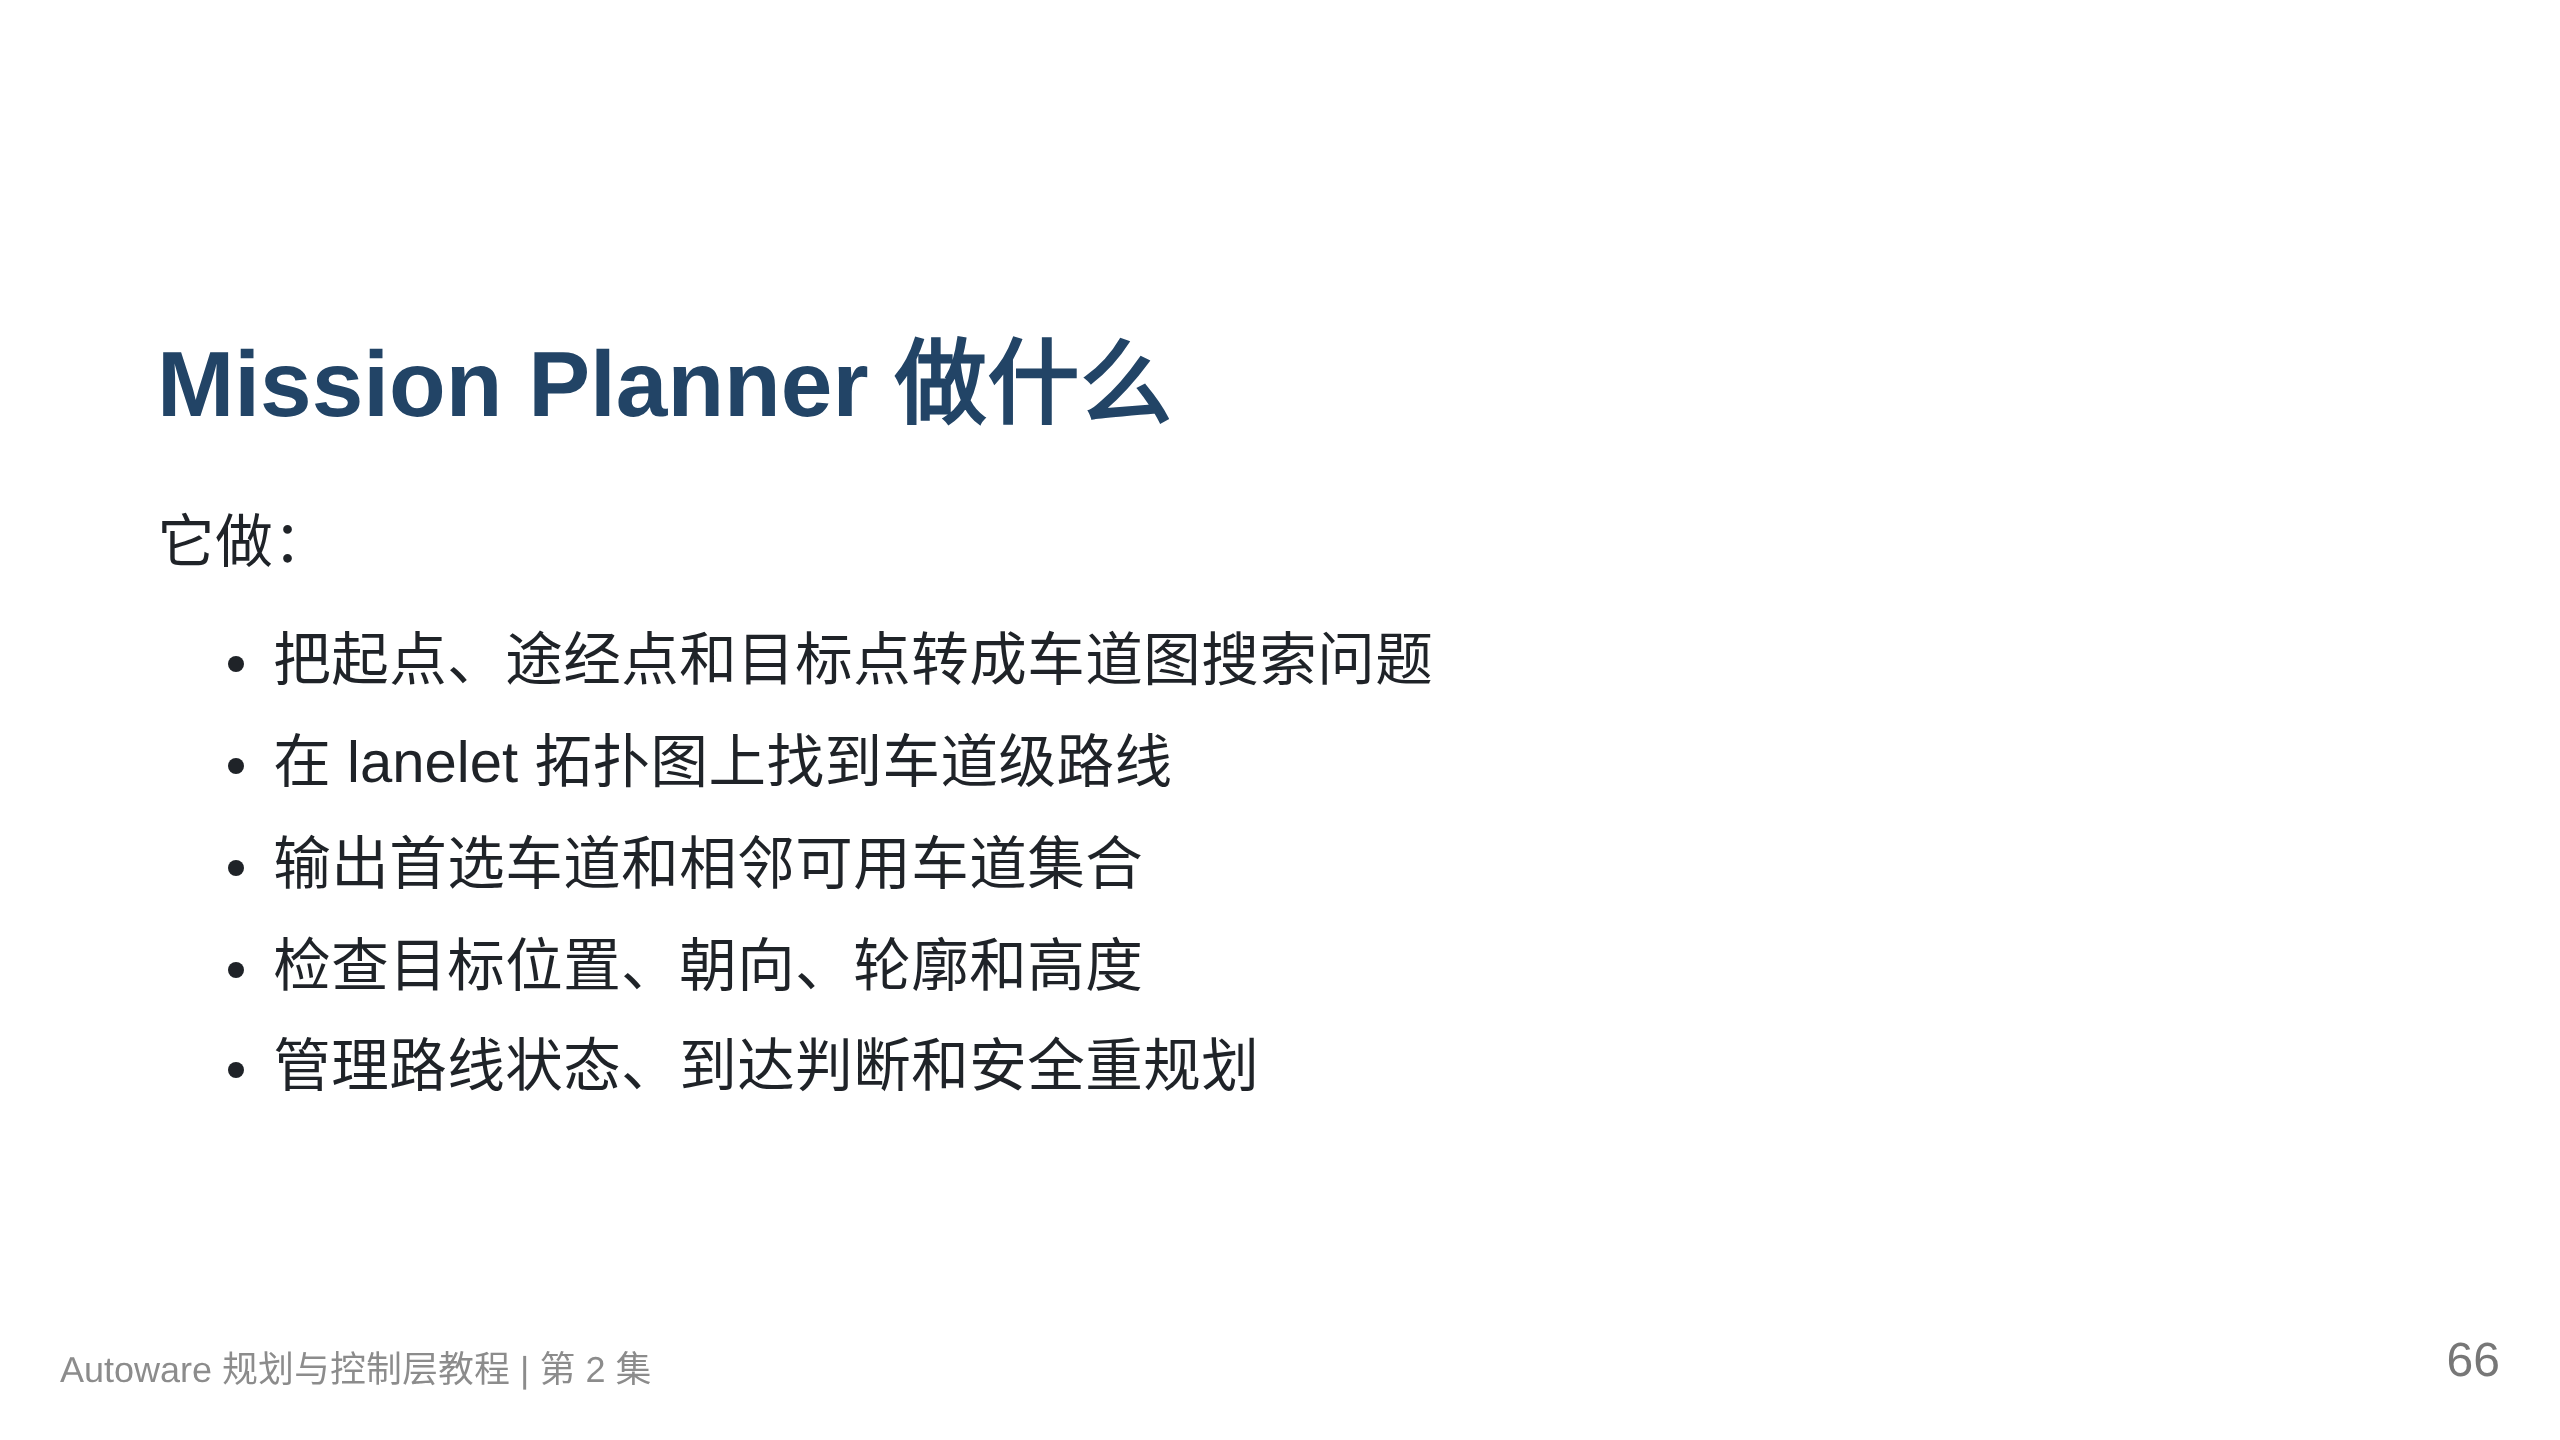 Mission Planner 做什么
它做：
• 把起点、途经点和目标点转成车道图搜索问题
• 在 lanelet 拓扑图上找到车道级路线
• 输出首选车道和相邻可用车道集合
• 检查目标位置、朝向、轮廓和高度
• 管理路线状态、到达判断和安全重规划
Autoware 规划与控制层教程 | 第 2 集
66